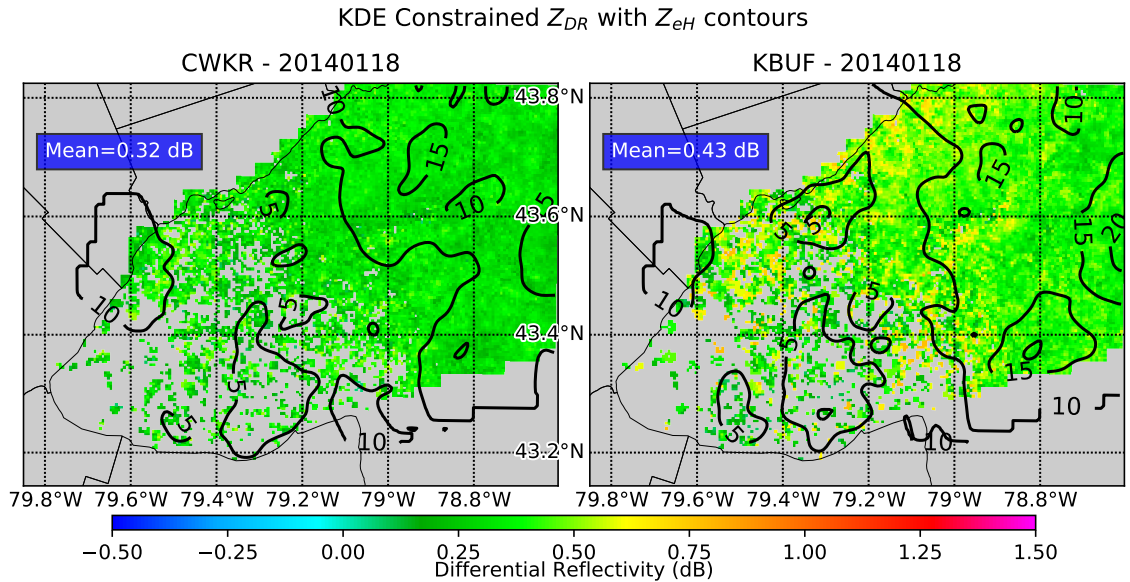 KDE Constrained Z_DR with Z_eH contours
CWKR - 20140118
KBUF - 20140118
Mean=0.32 dB
Mean=0.43 dB
43.8°N
43.6°N
43.4°N
43.2°N
10
15
5
10
5
10
5
5
5
10
10
15
5
5
15
20
10
5
5
15
10
5
10
79.8°W 79.6°W 79.4°W 79.2°W 79°W 78.8°W
79.8°W 79.6°W 79.4°W 79.2°W 79°W 78.8°W
−0.50 −0.25 0.00 0.25 0.50 0.75 1.00 1.25 1.50
Differential Reflectivity (dB)